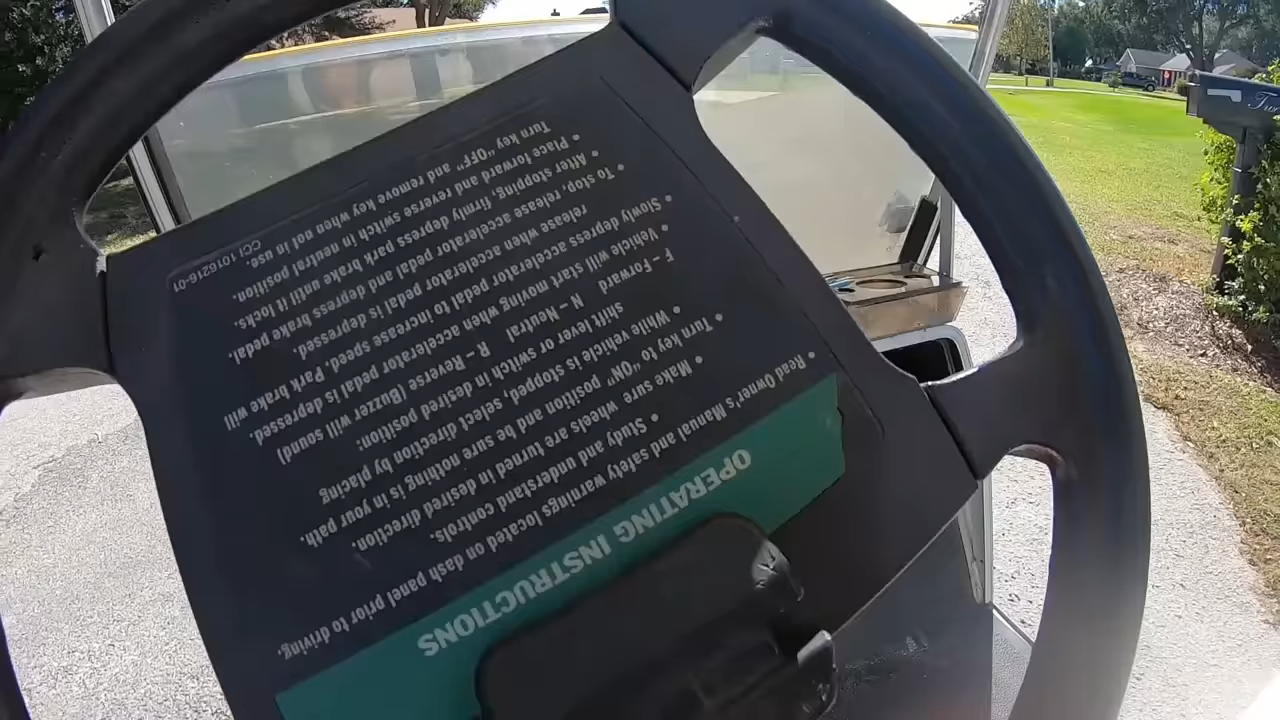 OPERATING INSTRUCTIONS
• Read Owner's Manual and safety warnings located on dash panel prior to driving.
• Study and understand controls.
• Make sure wheels are turned in desired direction.
• Turn key to "ON" position and be sure nothing is in your path.
• While vehicle is stopped, select direction by placing
shift lever or switch in desired position:
F – Forward N – Neutral R – Reverse (Buzzer will sound)
• Vehicle will start moving when accelerator pedal is depressed.
• Slowly depress accelerator pedal to increase speed. Park brake will
release when accelerator pedal is depressed.
• To stop, release accelerator pedal and depress brake pedal.
• After stopping, firmly depress park brake until it locks.
• Place forward and reverse switch in neutral position.
Turn key "OFF" and remove key when not in use.
CCI 1016216-01